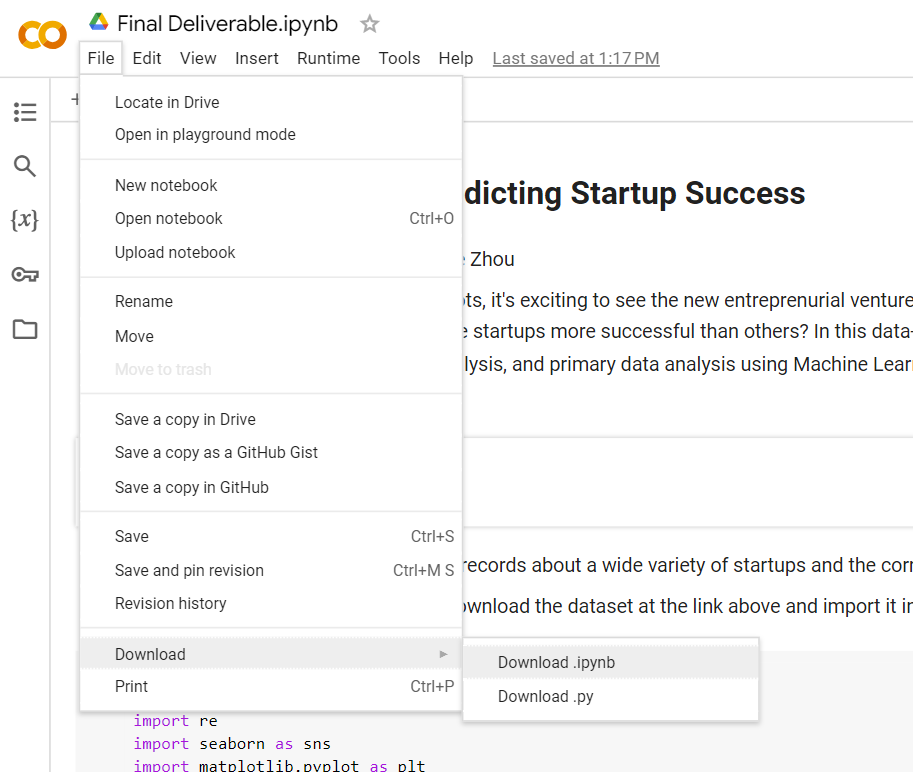 Final Deliverable.ipynb
File Edit View Insert Runtime Tools Help Last saved at 1:17 PM
+
Locate in Drive
Open in playground mode
dicting Startup Success
New notebook
Open notebook Ctrl+O
Upload notebook
Zhou
Rename
ts, it's exciting to see the new entreprenurial venture
Move
startups more successful than others? In this data-
Move to trash
lysis, and primary data analysis using Machine Lear
Save a copy in Drive
Save a copy as a GitHub Gist
Save a copy in GitHub
Save Ctrl+S
Save and pin revision Ctrl+M S
records about a wide variety of startups and the corr
Revision history
ownload the dataset at the link above and import it in
Download
Download .ipynb
Print Ctrl+P
Download .py
import re
import seaborn as sns
import matplotlib.pyplot as plt
{x}